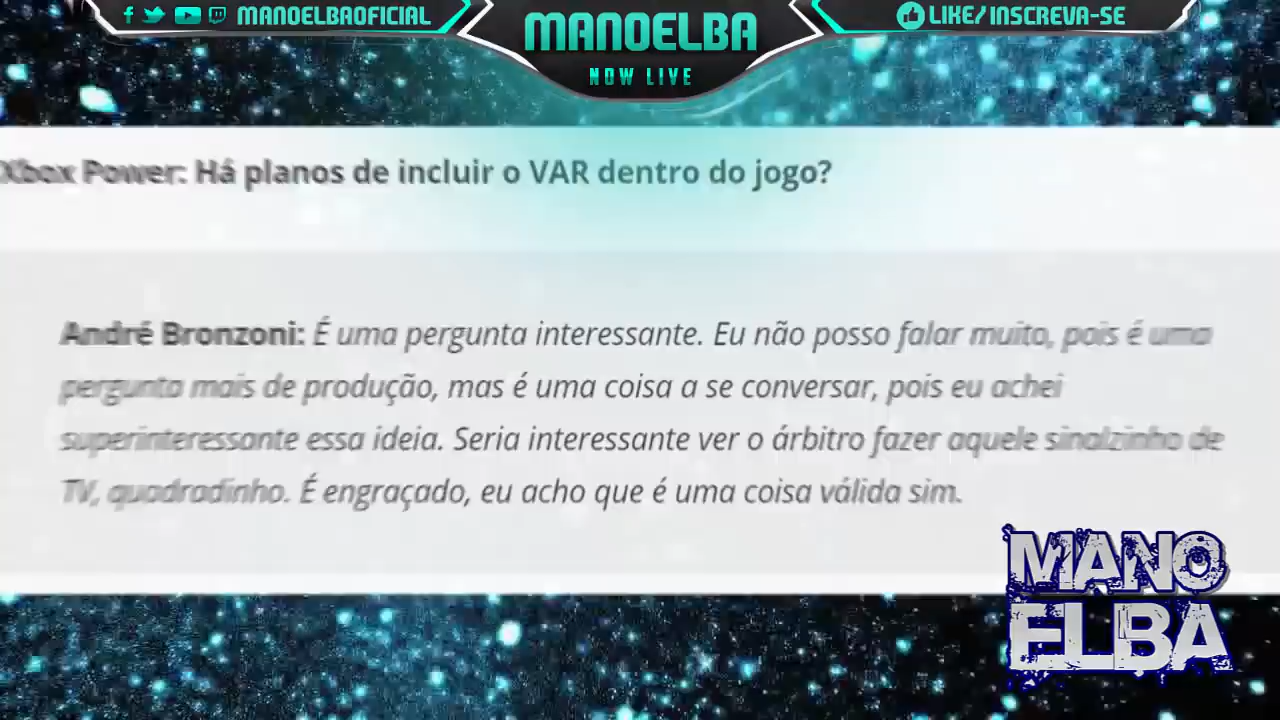 MANOELBAOFICIAL
MANOELBA
NOW LIVE
LIKE/INSCREVA-SE
Xbox Power: Há planos de incluir o VAR dentro do jogo?
André Bronzoni: É uma pergunta interessante. Eu não posso falar muito, pois é uma
pergunta mais de produção, mas é uma coisa a se conversar, pois eu achei
superinteressante essa ideia. Seria interessante ver o árbitro fazer aquele sinalzinho de
TV, quadradinho. É engraçado, eu acho que é uma coisa válida sim.
MANO
ELBA